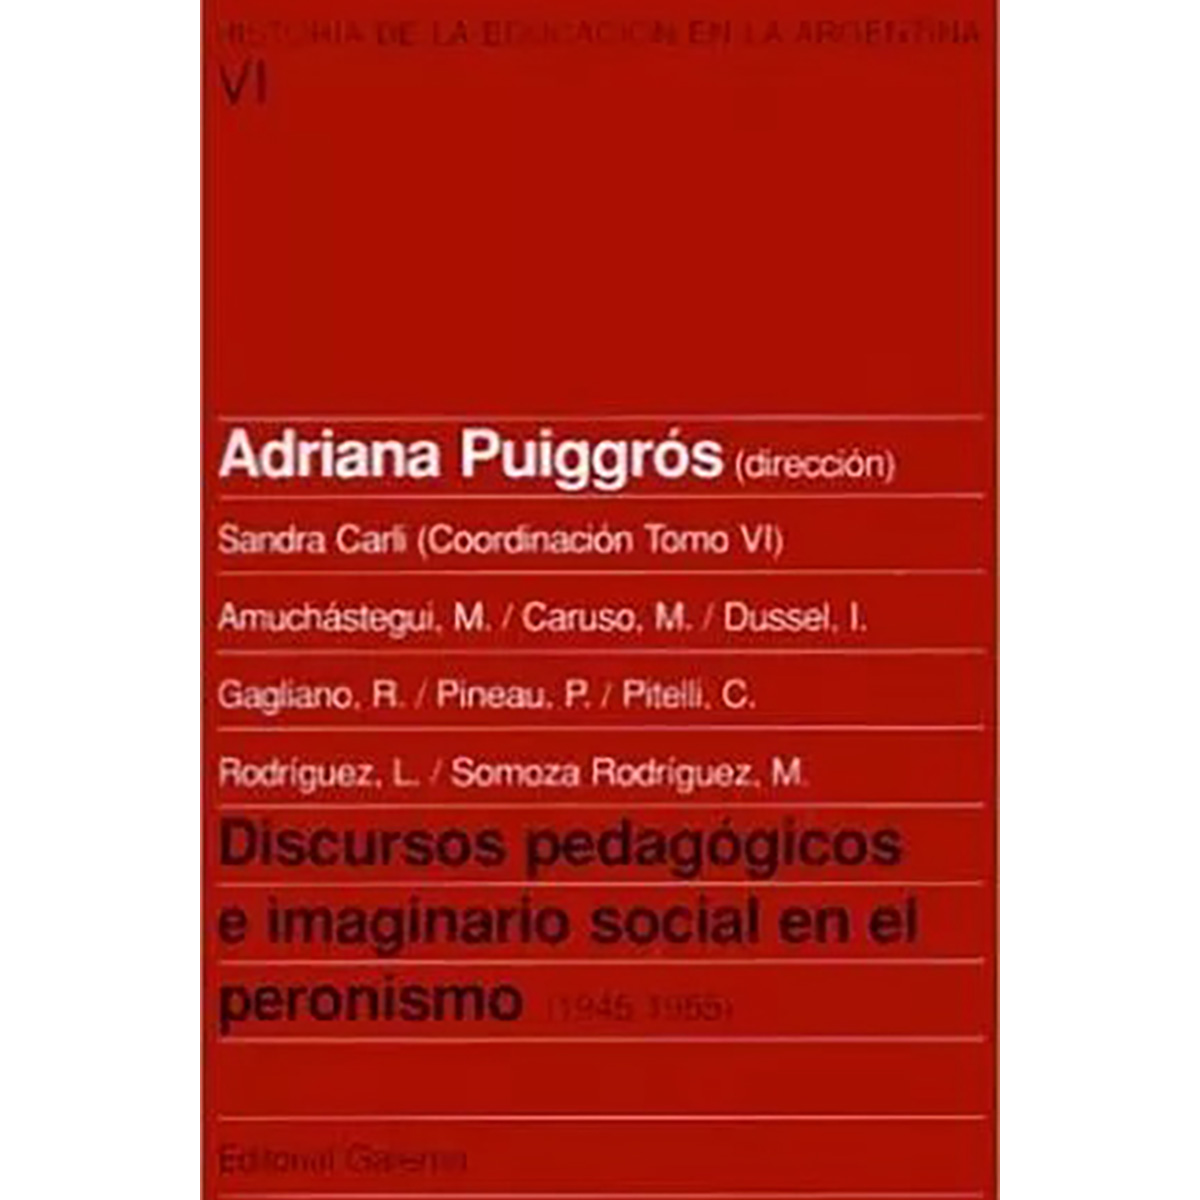 HISTORIA DE LA EDUCACION EN LA ARGENTINA
VI
Adriana Puiggrós (dirección)
Sandra Carli (Coordinación Tomo VI)
Amuchástegui, M. / Caruso, M. / Dussel, I.
Gagliano, R. / Pineau, P. / Pitelli, C.
Rodríguez, L. / Somoza Rodríguez, M.
Discursos pedagógicos
e imaginario social en el
peronismo (1945 1955)
Editorial Galerna